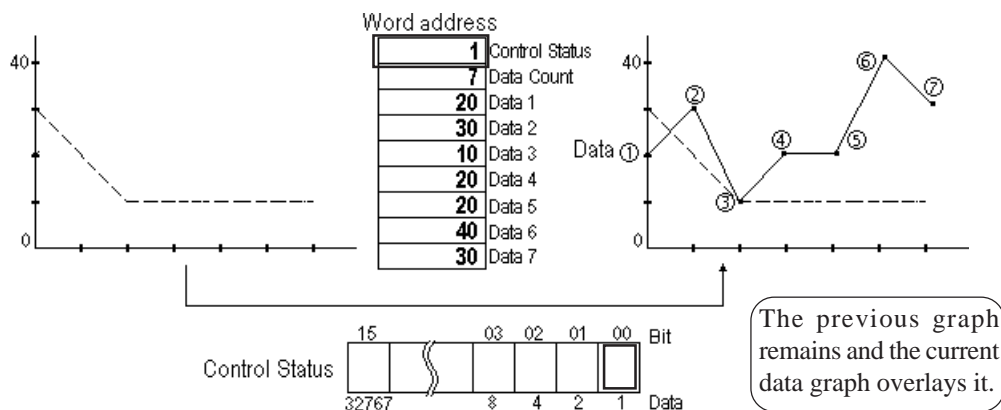 Word address
1 Control Status
7 Data Count
20 Data 1
30 Data 2
10 Data 3
20 Data 4
20 Data 5
40 Data 6
30 Data 7
40
0
40
0
Data ①
②
③
④
⑤
⑥
⑦
15 03 02 01 00 Bit
Control Status
32767 8 4 2 1 Data
The previous graph
remains and the current
data graph overlays it.